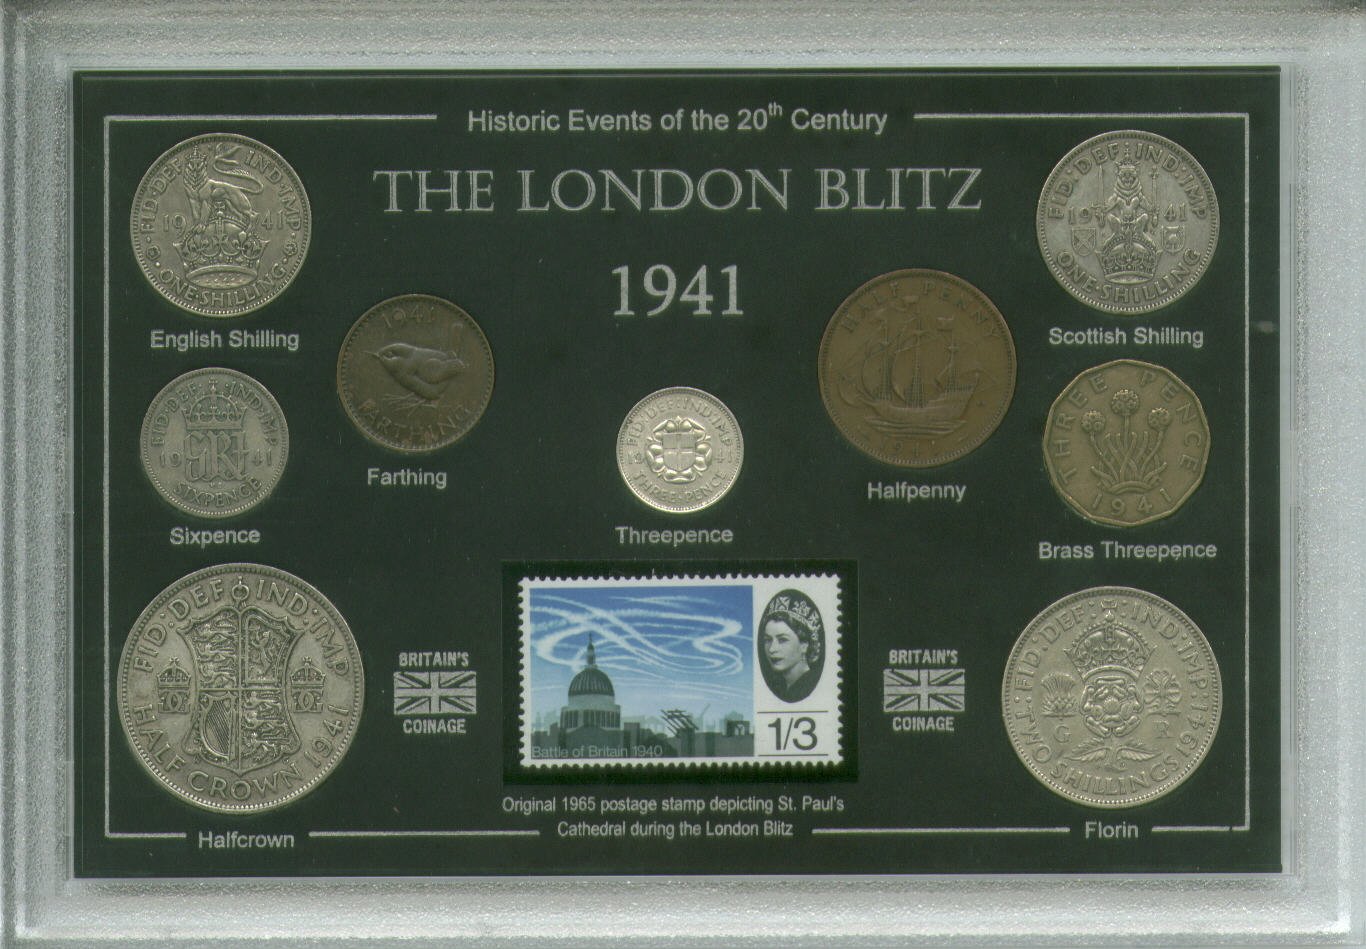 Historic Events of the 20th Century
THE LONDON BLITZ
1941
FID·DEF IND·IMP
19 41
·ONE·SHILLING·
English Shilling
FID·DEF·IND·IMP
19 41
ONE·SHILLING
Scottish Shilling
1941
FARTHING
Farthing
HALF PENNY
1941
Halfpenny
FID·DEF·IND·IMP
19 GRI 41
SIXPENCE
Sixpence
FID·DEF·IND·IMP
19 41
THREE·PENCE
Threepence
THREE PENCE
1941
Brass Threepence
FID·DEF IND·IMP
HALF CROWN 1941
Halfcrown
BRITAIN'S
COINAGE
Battle of Britain 1940
1/3
Original 1965 postage stamp depicting St. Paul's
Cathedral during the London Blitz
BRITAIN'S
COINAGE
FID·DEF IND·IMP·1941
G R
·TWO SHILLINGS·
Florin